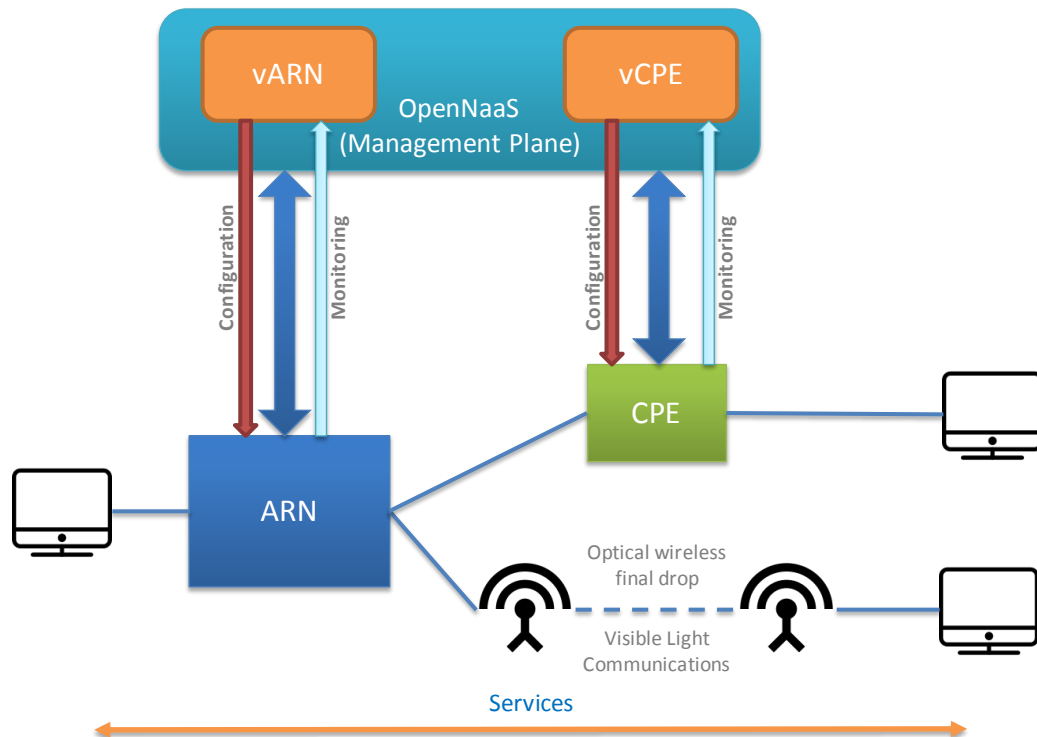 vARN
vCPE
OpenNaaS
(Management Plane)
Configuration
Monitoring
Configuration
Monitoring
CPE
ARN
Optical wireless
final drop
Visible Light
Communications
Services